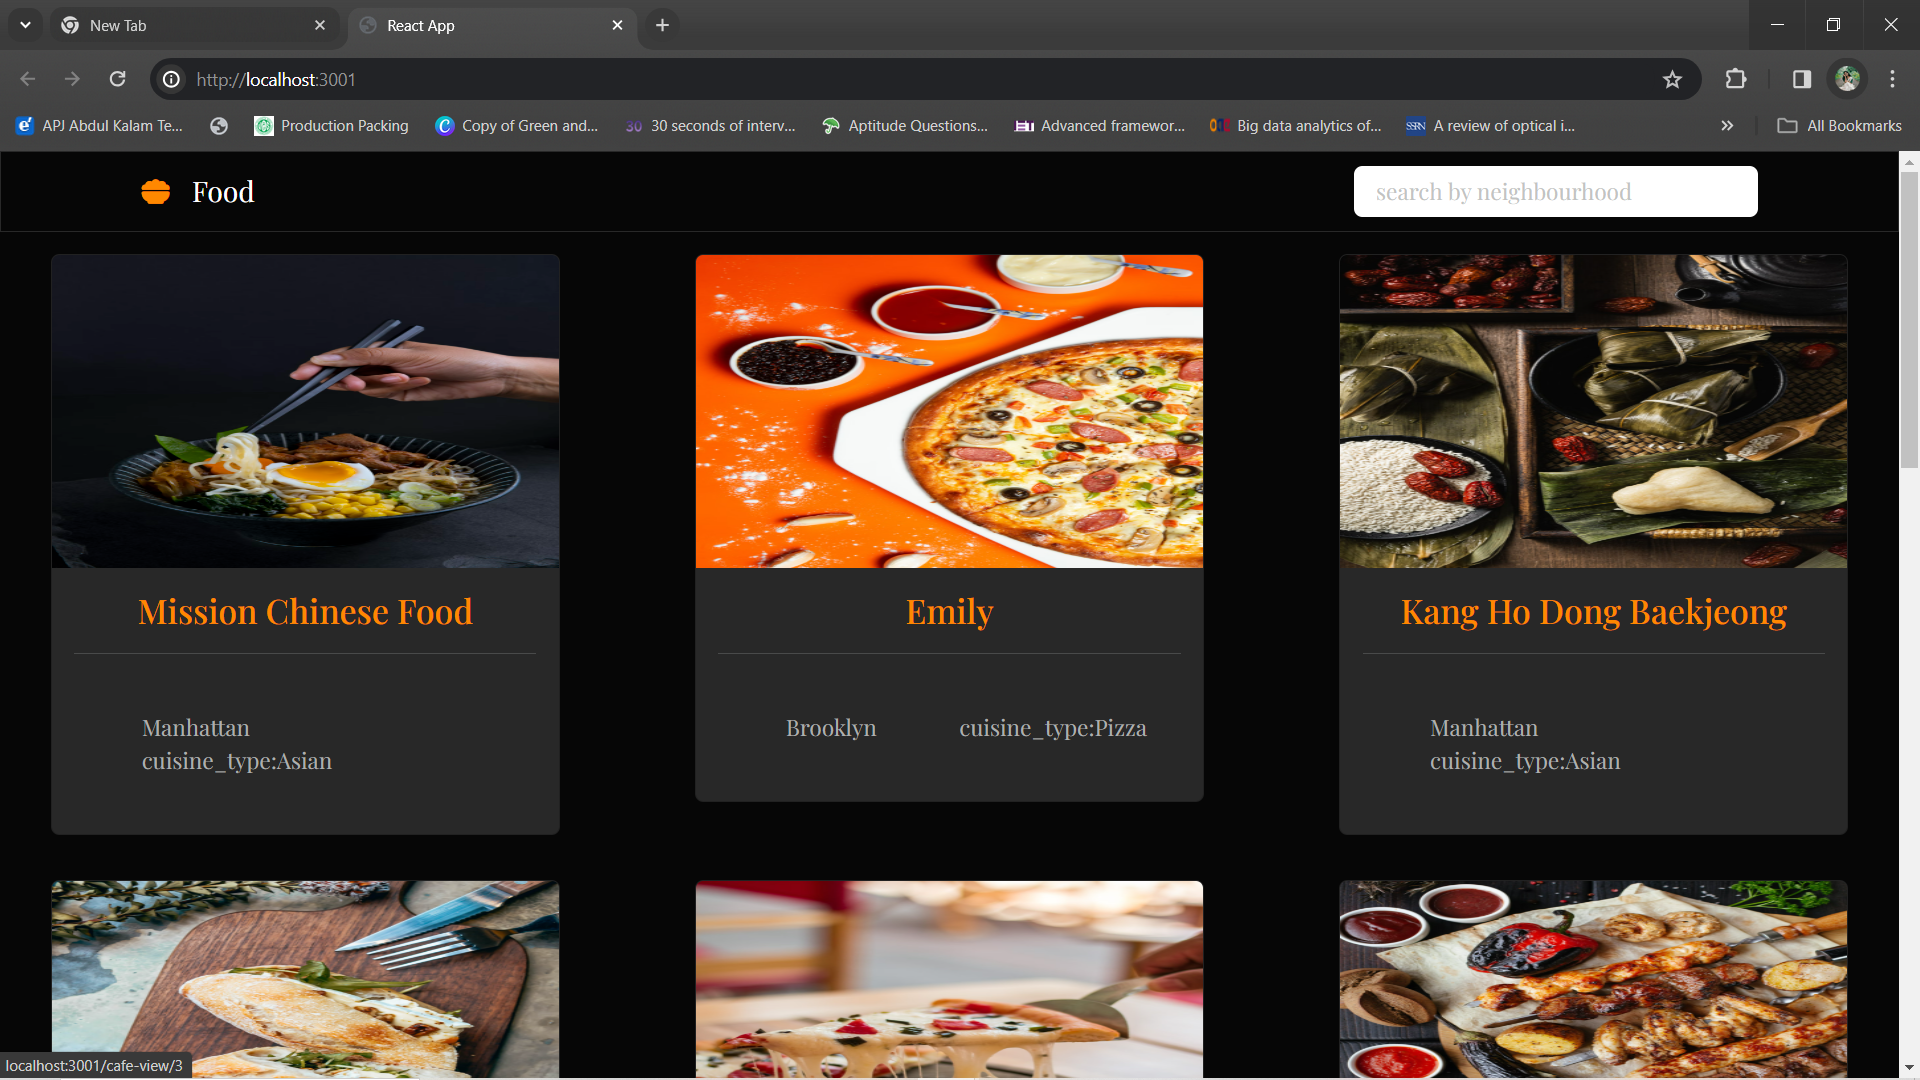 New Tab
React App
http://localhost:3001
APJ Abdul Kalam Te...
Production Packing
Copy of Green and...
30 30 seconds of interv...
Aptitude Questions...
Advanced framewor...
Big data analytics of...
SSRN A review of optical i...
All Bookmarks
Food
search by neighbourhood
Mission Chinese Food
Manhattan
cuisine_type:Asian
Emily
Brooklyn cuisine_type:Pizza
Kang Ho Dong Baekjeong
Manhattan
cuisine_type:Asian
localhost:3001/cafe-view/3